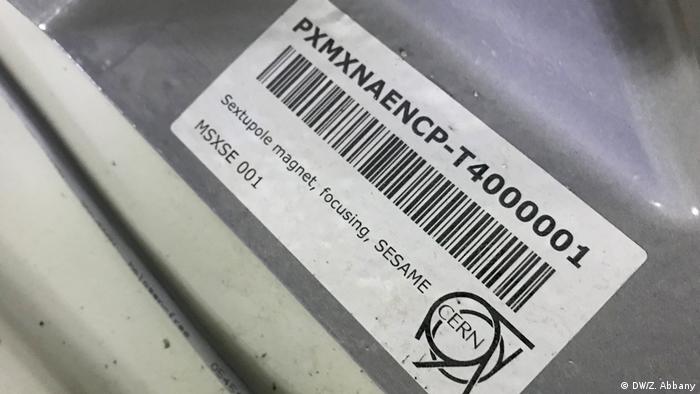 PXMXNAENCP-T4000001
Sextupole magnet, focusing, SESAME
MSXSE 001
CERN
© DW/Z. Abbany